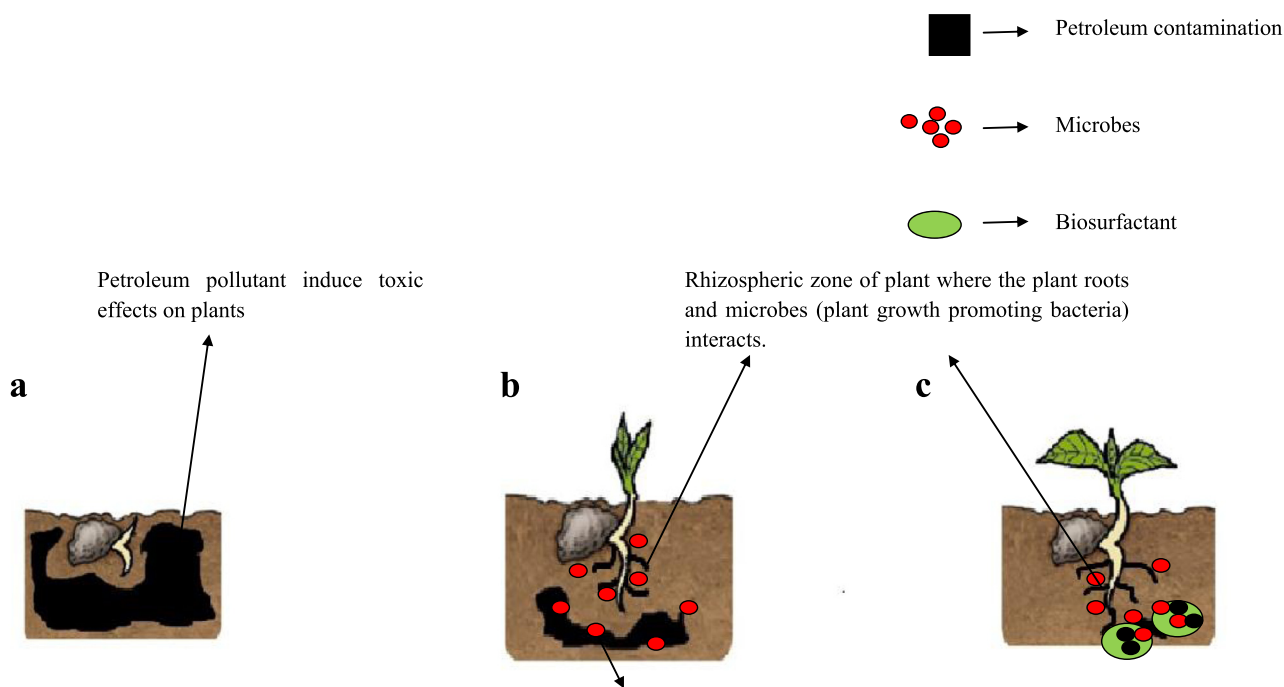 Petroleum contamination
Microbes
Biosurfactant
Petroleum pollutant induce toxic
effects on plants
Rhizospheric zone of plant where the plant roots
and microbes (plant growth promoting bacteria)
interacts.
a
b
c